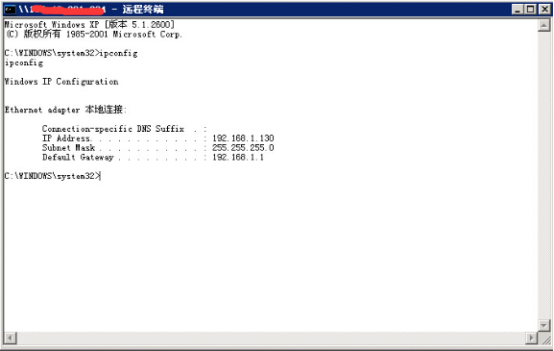 - 远程终端
Microsoft Windows XP [版本 5.1.2600]
(C) 版权所有 1985-2001 Microsoft Corp.
C:\WINDOWS\system32>ipconfig
ipconfig
Windows IP Configuration
Ethernet adapter 本地连接:
Connection-specific DNS Suffix . :
IP Address. . . . . . . . . . . . : 192.168.1.130
Subnet Mask . . . . . . . . . . . : 255.255.255.0
Default Gateway . . . . . . . . . : 192.168.1.1
C:\WINDOWS\system32>